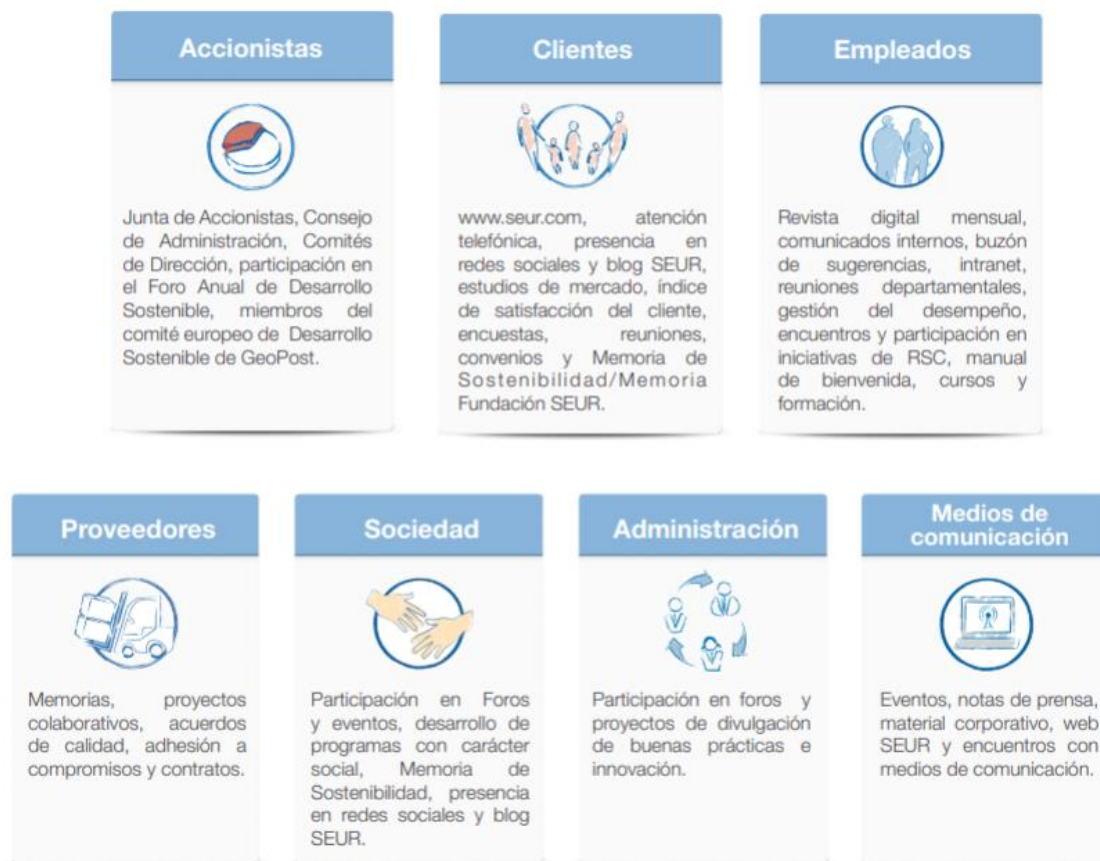 Accionistas
Junta de Accionistas, Consejo
de Administración, Comités
de Dirección, participación en
el Foro Anual de Desarrollo
Sostenible, miembros del
comité europeo de Desarrollo
Sostenible de GeoPost.
Clientes
www.seur.com, atención
telefónica, presencia en
redes sociales y blog SEUR,
estudios de mercado, índice
de satisfacción del cliente,
encuestas, reuniones,
convenios y Memoria de
Sostenibilidad/Memoria
Fundación SEUR.
Empleados
Revista digital mensual,
comunicados internos, buzón
de sugerencias, intranet,
reuniones departamentales,
gestión del desempeño,
encuentros y participación en
iniciativas de RSC, manual
de bienvenida, cursos y
formación.
Proveedores
Memorias, proyectos
colaborativos, acuerdos
de calidad, adhesión a
compromisos y contratos.
Sociedad
Participación en Foros
y eventos, desarrollo de
programas con carácter
social, Memoria de
Sostenibilidad, presencia
en redes sociales y blog
SEUR.
Administración
Participación en foros y
proyectos de divulgación
de buenas prácticas e
innovación.
Medios de
comunicación
Eventos, notas de prensa,
material corporativo, web
SEUR y encuentros con
medios de comunicación.